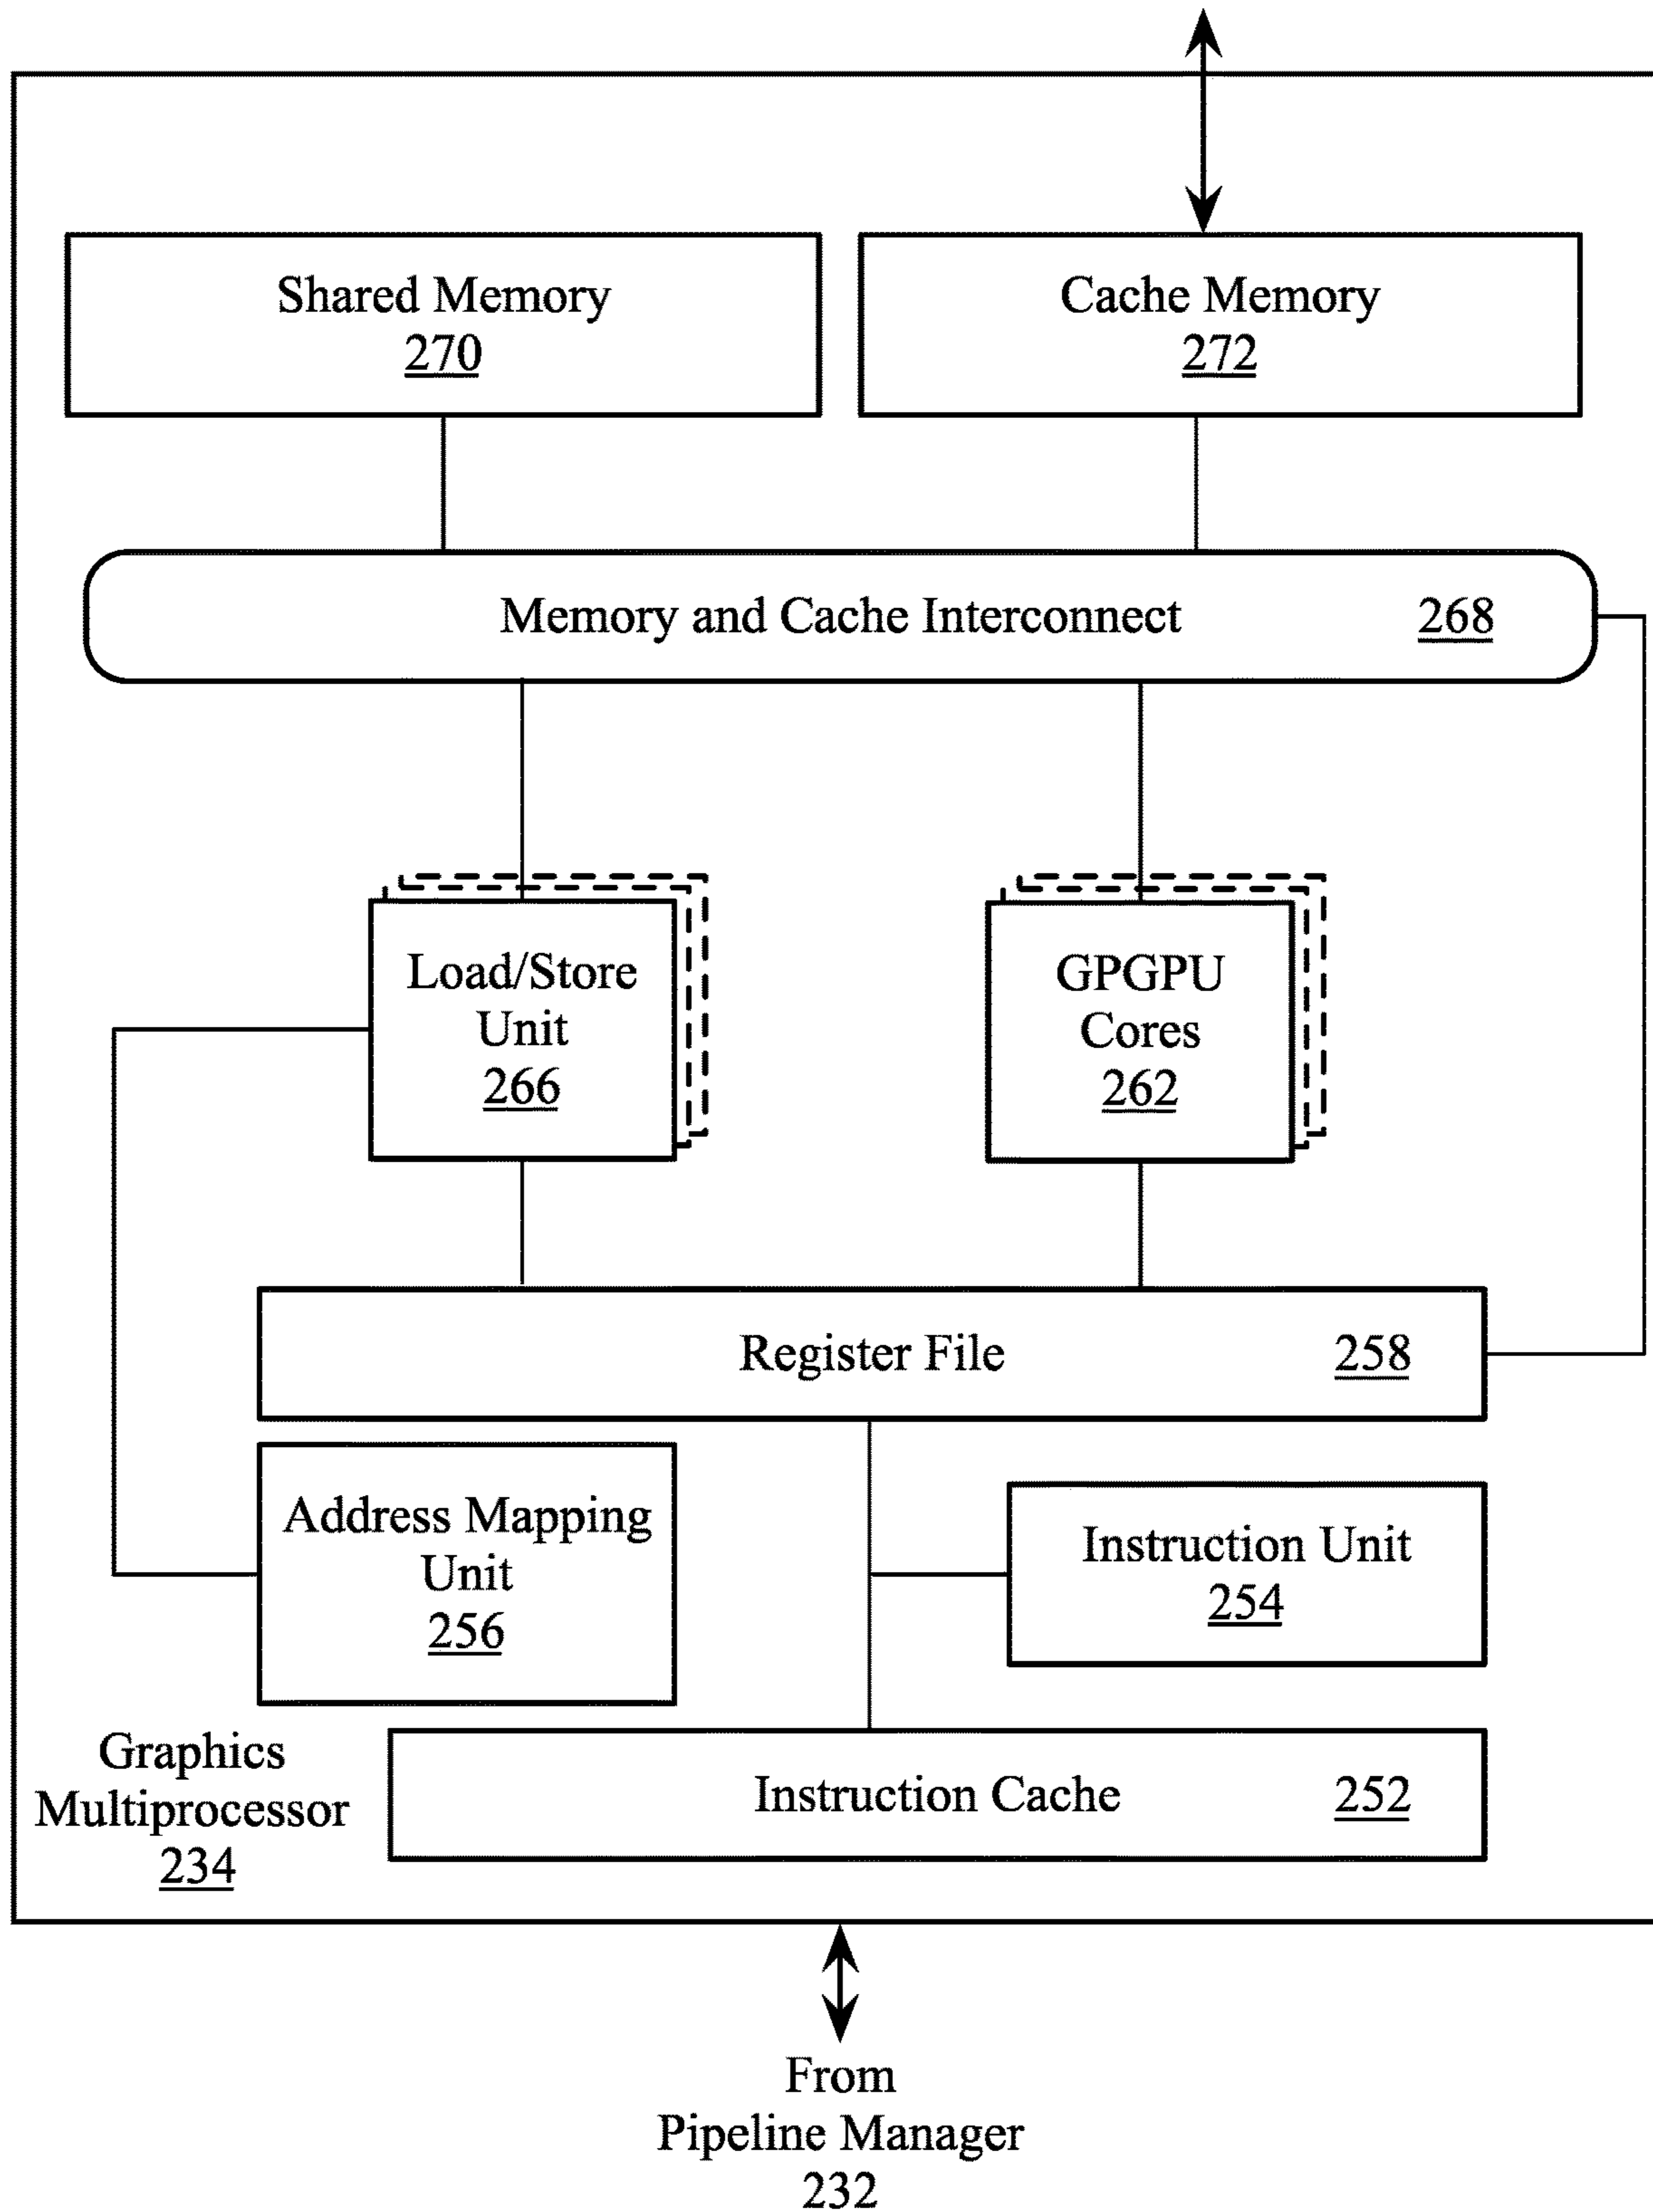 Shared Memory
270
Cache Memory
272
Memory and Cache Interconnect 268
Load/Store
Unit
266
GPGPU
Cores
262
Register File 258
Address Mapping
Unit
256
Instruction Unit
254
Graphics
Multiprocessor
234
Instruction Cache 252
From
Pipeline Manager
232